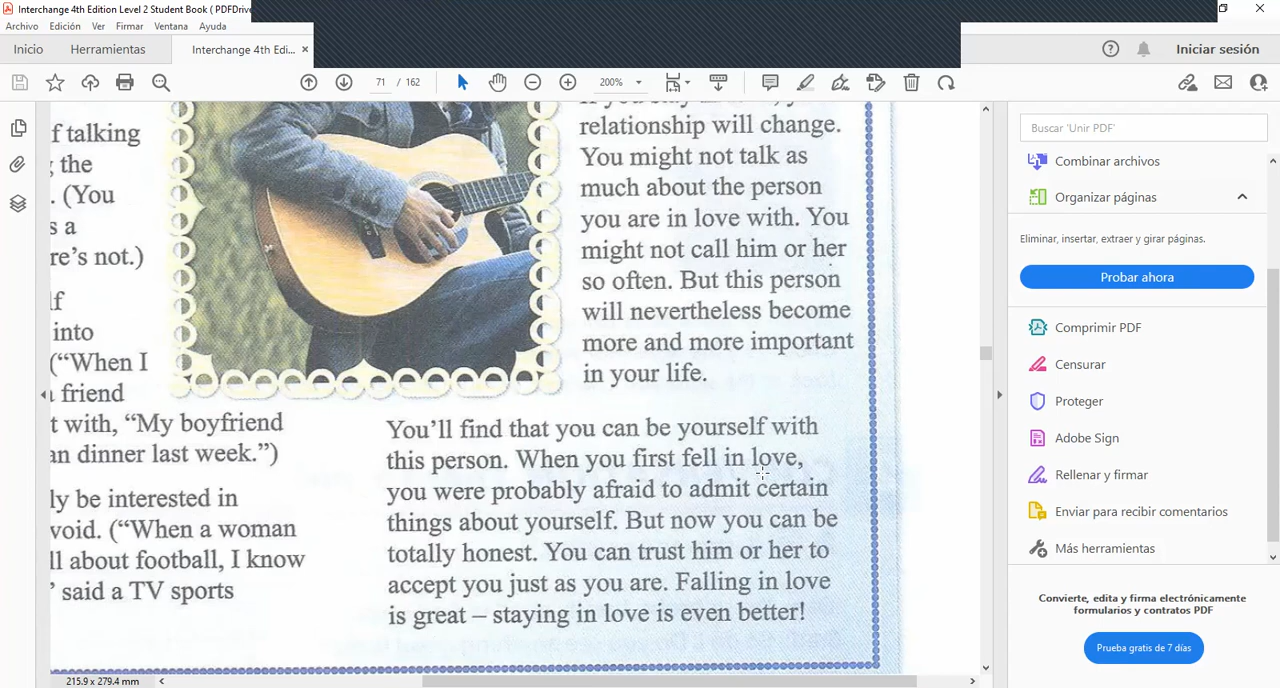 Interchange 4th Edition Level 2 Student Book ( PDFDrive
Archivo Edición Ver Firmar Ventana Ayuda
Inicio Herramientas Interchange 4th Edi... × Iniciar sesión
71 / 162 200%
f talking
g the
. (You
s a
re’s not.)
lf
into
(“When I
friend
t with, “My boyfriend
an dinner last week.”)
ly be interested in
void. (“When a woman
ll about football, I know
’ said a TV sports
relationship will change.
You might not talk as
much about the person
you are in love with. You
might not call him or her
so often. But this person
will nevertheless become
more and more important
in your life.
You’ll find that you can be yourself with
this person. When you first fell in love,
you were probably afraid to admit certain
things about yourself. But now you can be
totally honest. You can trust him or her to
accept you just as you are. Falling in love
is great – staying in love is even better!
215.9 x 279.4 mm
Buscar 'Unir PDF'
Combinar archivos
Organizar páginas
Eliminar, insertar, extraer y girar páginas.
Probar ahora
Comprimir PDF
Censurar
Proteger
Adobe Sign
Rellenar y firmar
Enviar para recibir comentarios
Más herramientas
Convierte, edita y firma electrónicamente
formularios y contratos PDF
Prueba gratis de 7 días